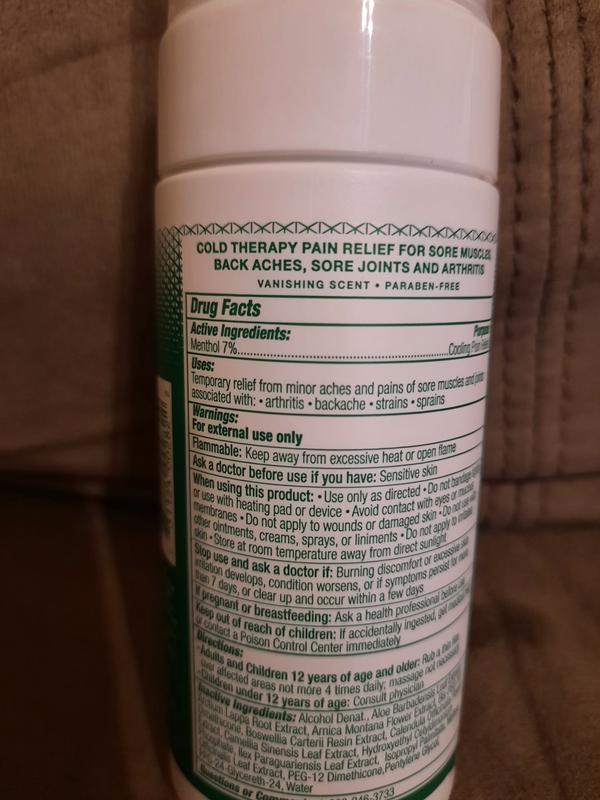 COLD THERAPY PAIN RELIEF FOR SORE MUSCLES,
BACK ACHES, SORE JOINTS AND ARTHRITIS
VANISHING SCENT • PARABEN-FREE
Drug Facts
Active Ingredients: Purpose
Menthol 7%..........Cooling Pain Relief
Uses:
Temporary relief from minor aches and pains of sore muscles and joints
associated with: • arthritis • backache • strains • sprains
Warnings:
For external use only
Flammable: Keep away from excessive heat or open flame
Ask a doctor before use if you have: Sensitive skin
When using this product: • Use only as directed • Do not bandage
or use with heating pad or device • Avoid contact with eyes or mucous
membranes • Do not apply to wounds or damaged skin • Do not use
other ointments, creams, sprays, or liniments • Do not apply to irritated
skin • Store at room temperature away from direct sunlight
Stop use and ask a doctor if: Burning discomfort or excessive skin
irritation develops, condition worsens, or if symptoms persist for more
than 7 days, or clear up and occur within a few days
If pregnant or breastfeeding: Ask a health professional before use
Keep out of reach of children: If accidentally ingested, get medical
or contact a Poison Control Center immediately
Directions:
• Adults and Children 12 years of age and older: Rub a thin film
over affected areas not more 4 times daily; massage not necessary
• Children under 12 years of age: Consult physician
Inactive Ingredients: Alcohol Denat., Aloe Barbadensis Leaf
Arctium Lappa Root Extract, Arnica Montana Flower Extract,
Dimethicone, Boswellia Carterii Resin Extract, Calendula
Extract, Camellia Sinensis Leaf Extract, Hydroxyethyl
Ilex Paraguariensis Leaf Extract, Isopropyl
Leaf Extract, PEG-12 Dimethicone, Pentylene Glycol,
-24-Glycereth-24, Water
Questions or 246-3733